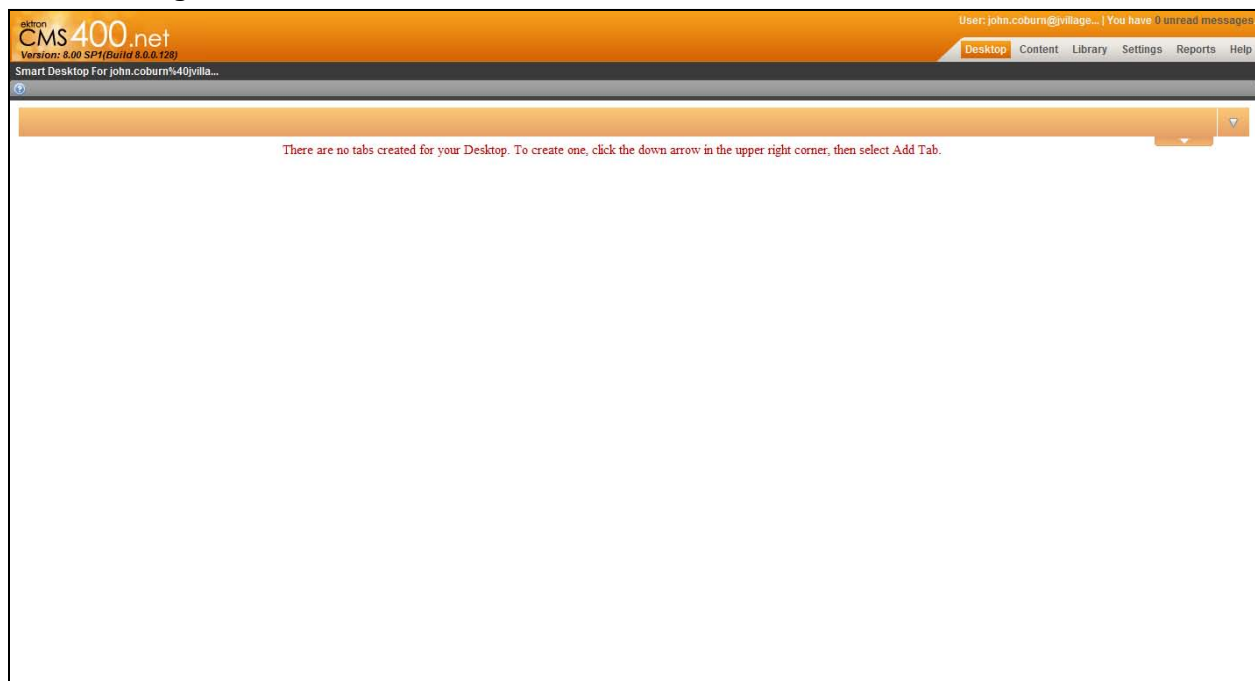 ektron
CMS400.net
Version: 8.00 SP1(Build 8.0.0.128)
User: john.coburn@jvillage... | You have 0 unread messages
Desktop Content Library Settings Reports Help
Smart Desktop For john.coburn%40jvilla...
There are no tabs created for your Desktop. To create one, click the down arrow in the upper right corner, then select Add Tab.